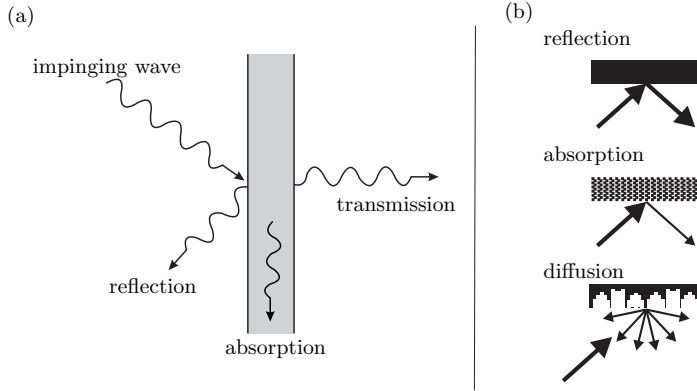 (a)
impinging wave
transmission
reflection
absorption
(b)
reflection
absorption
diffusion